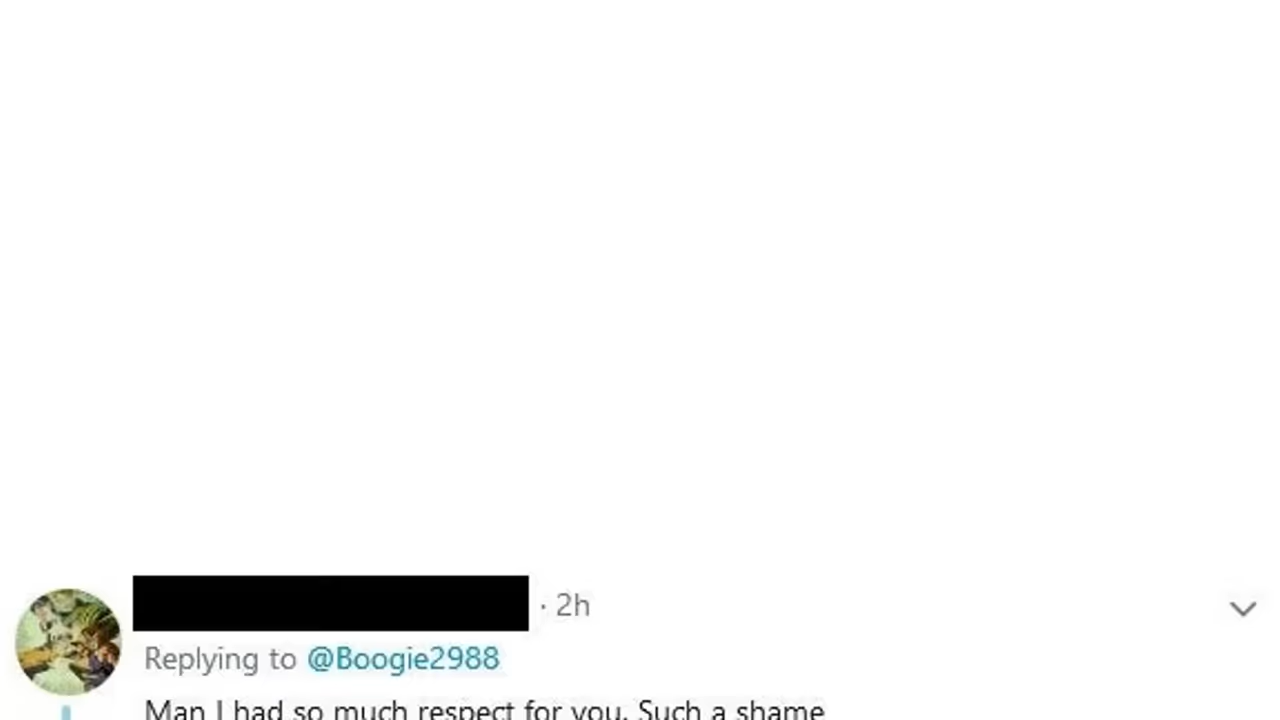 · 2h
Replying to @Boogie2988
Man I had so much respect for you. Such a shame